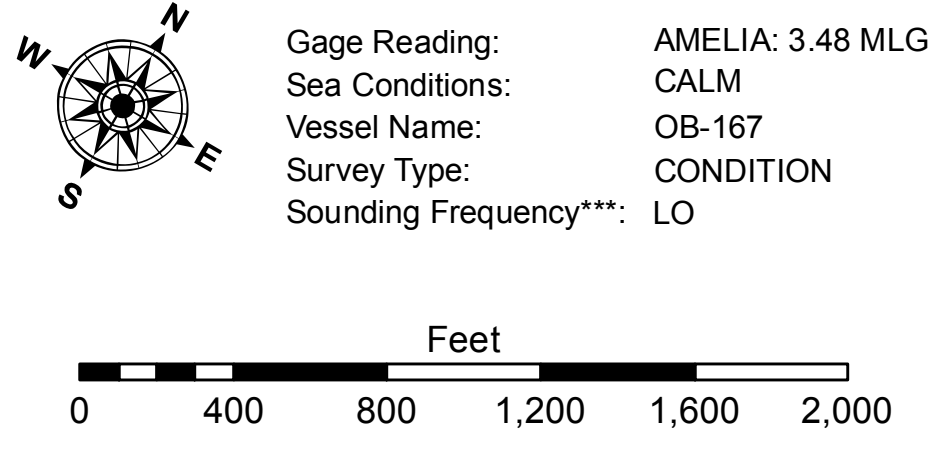 N
W
E
S
Gage Reading: AMELIA: 3.48 MLG
Sea Conditions: CALM
Vessel Name: OB-167
Survey Type: CONDITION
Sounding Frequency***: LO
Feet
0 400 800 1,200 1,600 2,000